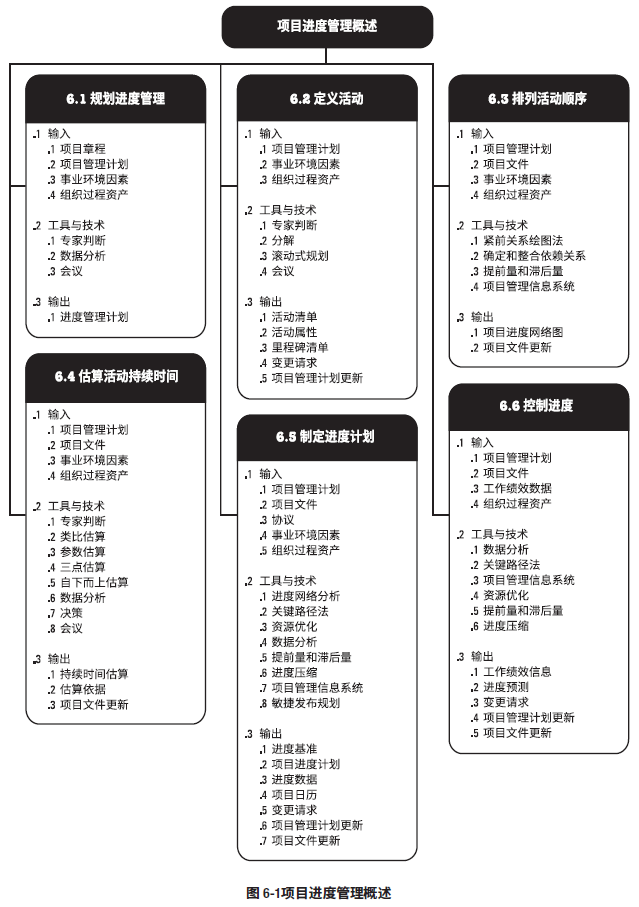 项目进度管理概述
6.1 规划进度管理
.1 输入
.1 项目章程
.2 项目管理计划
.3 事业环境因素
.4 组织过程资产
.2 工具与技术
.1 专家判断
.2 数据分析
.3 会议
.3 输出
.1 进度管理计划
6.2 定义活动
.1 输入
.1 项目管理计划
.2 事业环境因素
.3 组织过程资产
.2 工具与技术
.1 专家判断
.2 分解
.3 滚动式规划
.4 会议
.3 输出
.1 活动清单
.2 活动属性
.3 里程碑清单
.4 变更请求
.5 项目管理计划更新
6.3 排列活动顺序
.1 输入
.1 项目管理计划
.2 项目文件
.3 事业环境因素
.4 组织过程资产
.2 工具与技术
.1 紧前关系绘图法
.2 确定和整合依赖关系
.3 提前量和滞后量
.4 项目管理信息系统
.3 输出
.1 项目进度网络图
.2 项目文件更新
6.4 估算活动持续时间
.1 输入
.1 项目管理计划
.2 项目文件
.3 事业环境因素
.4 组织过程资产
.2 工具与技术
.1 专家判断
.2 类比估算
.3 参数估算
.4 三点估算
.5 自下而上估算
.6 数据分析
.7 决策
.8 会议
.3 输出
.1 持续时间估算
.2 估算依据
.3 项目文件更新
6.5 制定进度计划
.1 输入
.1 项目管理计划
.2 项目文件
.3 协议
.4 事业环境因素
.5 组织过程资产
.2 工具与技术
.1 进度网络分析
.2 关键路径法
.3 资源优化
.4 数据分析
.5 提前量和滞后量
.6 进度压缩
.7 项目管理信息系统
.8 敏捷发布规划
.3 输出
.1 进度基准
.2 项目进度计划
.3 进度数据
.4 项目日历
.5 变更请求
.6 项目管理计划更新
.7 项目文件更新
6.6 控制进度
.1 输入
.1 项目管理计划
.2 项目文件
.3 工作绩效数据
.4 组织过程资产
.2 工具与技术
.1 数据分析
.2 关键路径法
.3 项目管理信息系统
.4 资源优化
.5 提前量和滞后量
.6 进度压缩
.3 输出
.1 工作绩效信息
.2 进度预测
.3 变更请求
.4 项目管理计划更新
.5 项目文件更新
图 6-1项目进度管理概述